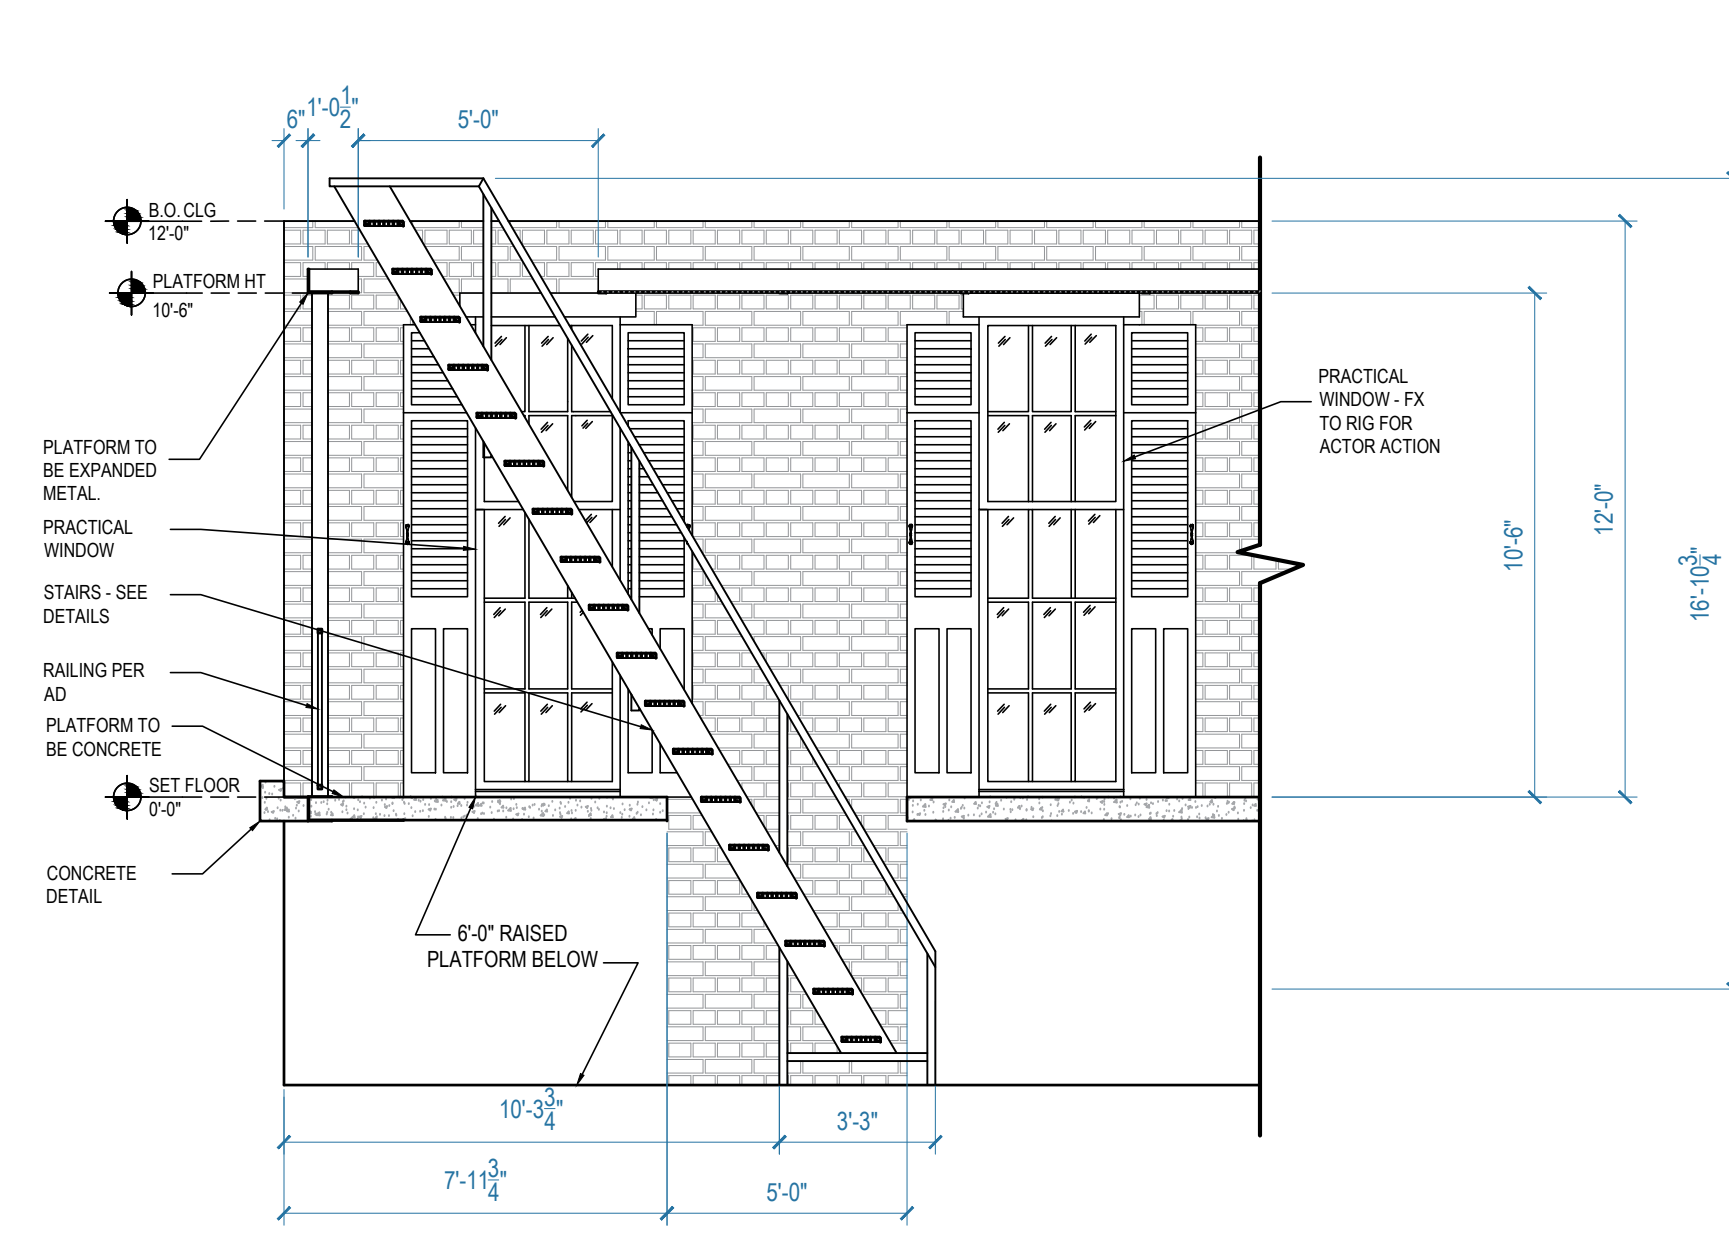 6" 1'-0 1/2" 5'-0"
B.O. CLG
12'-0"
PLATFORM HT
10'-6"
PLATFORM TO
BE EXPANDED
METAL.
PRACTICAL
WINDOW
STAIRS - SEE
DETAILS
RAILING PER
AD
PLATFORM TO
BE CONCRETE
SET FLOOR
0'-0"
CONCRETE
DETAIL
6'-0" RAISED
PLATFORM BELOW
PRACTICAL
WINDOW - FX
TO RIG FOR
ACTOR ACTION
10'-6"
12'-0"
16'-10 3/4"
10'-3 3/4"
3'-3"
7'-11 3/4"
5'-0"